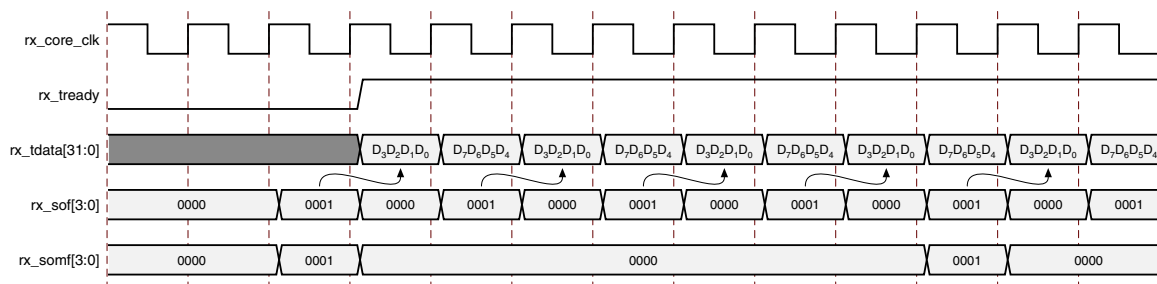 rx_core_clk
rx_tready
rx_tdata[31:0] D₃D₂D₁D₀ D₇D₆D₅D₄ D₃D₂D₁D₀ D₇D₆D₅D₄ D₃D₂D₁D₀ D₇D₆D₅D₄ D₃D₂D₁D₀ D₇D₆D₅D₄ D₃D₂D₁D₀ D₇D₆D₅D₄
rx_sof[3:0] 0000 0001 0000 0001 0000 0001 0000 0001 0000 0001 0000 0001
rx_somf[3:0] 0000 0001 0000 0001 0000